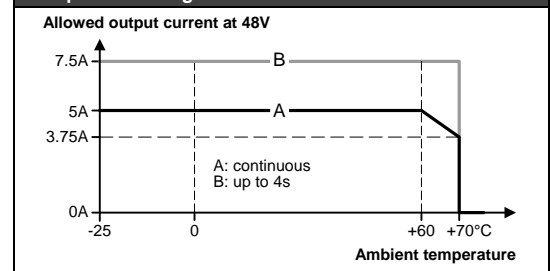 Allowed output current at 48V
7.5A
B
5A
A
3.75A
A: continuous
B: up to 4s
0A
-25
0
+60
+70°C
Ambient temperature